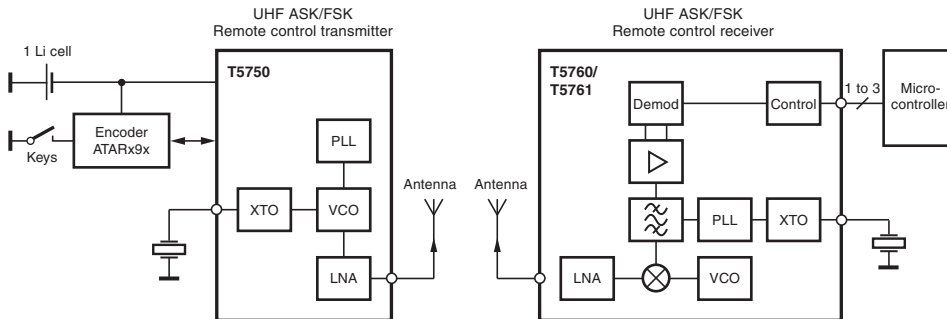 UHF ASK/FSK
Remote control transmitter
UHF ASK/FSK
Remote control receiver
1 Li cell
T5750
Encoder
ATARx9x
Keys
PLL
XTO
VCO
LNA
Antenna
Antenna
T5760/
T5761
Demod
Control
1 to 3
Micro-
controller
PLL
XTO
LNA
VCO